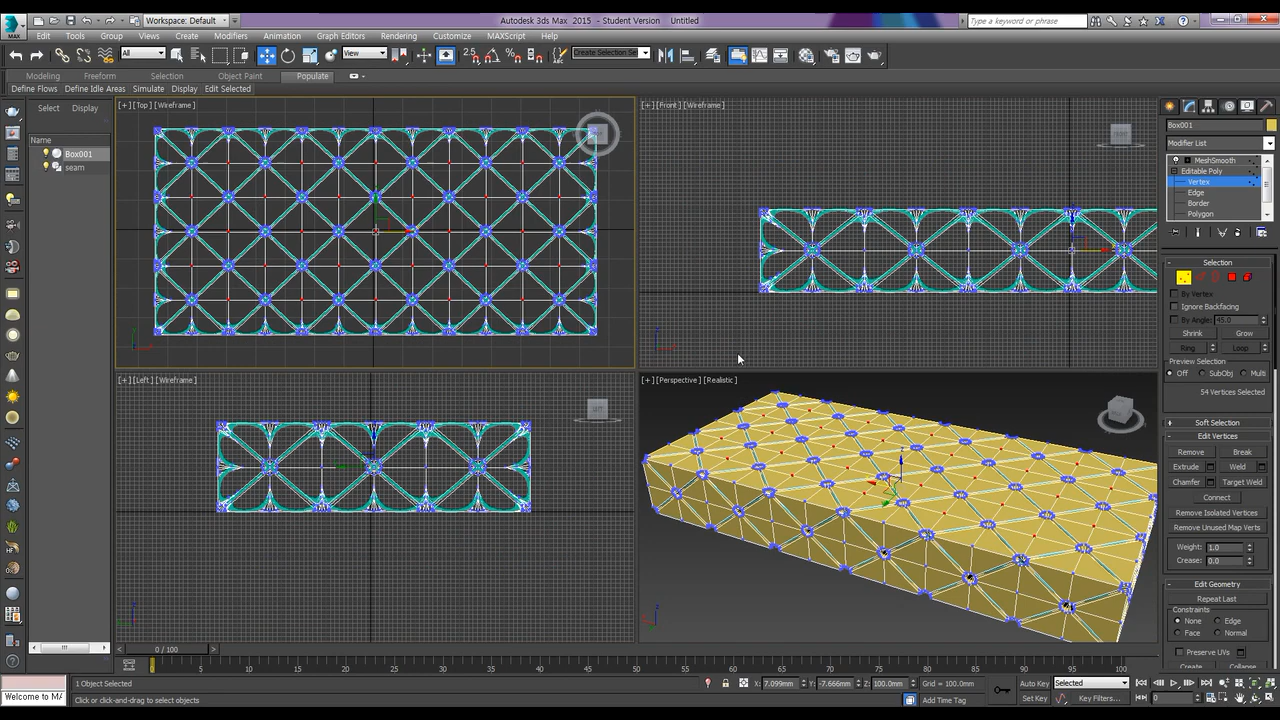 MAX
Workspace: Default
Autodesk 3ds Max 2015 - Student Version Untitled
Type a keyword or phrase
Edit Tools Group Views Create Modifiers Animation Graph Editors Rendering Customize MAXScript Help
All View Create Selection Se
Modeling Freeform Selection Object Paint Populate
Define Flows Define Idle Areas Simulate Display Edit Selected
Select Display
Name
Box001
seam
[+] [Top] [Wireframe]
[+] [Front] [Wireframe]
FRONT
[+] [Left] [Wireframe]
LEFT
[+] [Perspective] [Realistic]
Box001
Modifier List
MeshSmooth
Editable Poly
Vertex
Edge
Border
Polygon
- Selection
By Vertex
Ignore Backfacing
By Angle: 45.0
Shrink Grow
Ring Loop
Preview Selection
Off SubObj Multi
54 Vertices Selected
+ Soft Selection
- Edit Vertices
Remove Break
Extrude Weld
Chamfer Target Weld
Connect
Remove Isolated Vertices
Remove Unused Map Verts
Weight: 1.0
Crease: 0.0
- Edit Geometry
Repeat Last
Constraints
None Edge
Face Normal
Preserve UVs
Create Collapse
0 / 100
0 5 10 15 20 25 30 35 40 45 50 55 60 65 70 75 80 85 90 95 100
1 Object Selected
X: 7.099mm Y: -7.666mm Z: 100.0mm Grid = 100.0mm
Auto Key Selected
Welcome to MA
Click or click-and-drag to select objects
Add Time Tag
Set Key Key Filters... 0